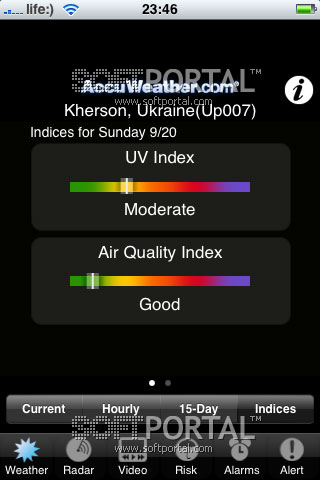 life:) 23:46
SOFTPORTAL™
AccuWeather.com®
www.softportal.com
Kherson, Ukraine(Up007)
Indices for Sunday 9/20
UV Index
Moderate
Air Quality Index
Good
Current Hourly 15-Day Indices
SOFTPORTAL™
www.softportal.com
Weather Radar Video Risk Alarms Alert